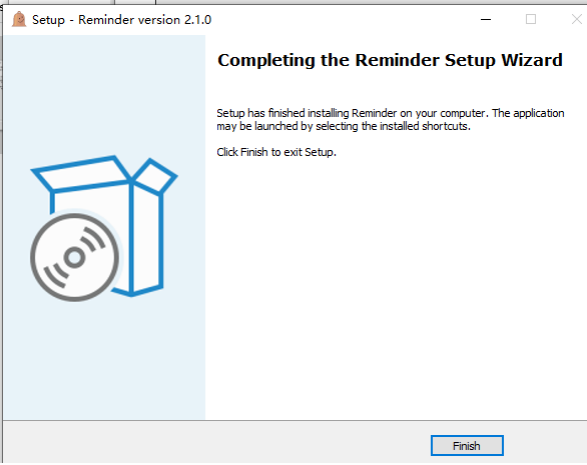 Setup - Reminder version 2.1.0
Completing the Reminder Setup Wizard
Setup has finished installing Reminder on your computer. The application
may be launched by selecting the installed shortcuts.
Click Finish to exit Setup.
Finish